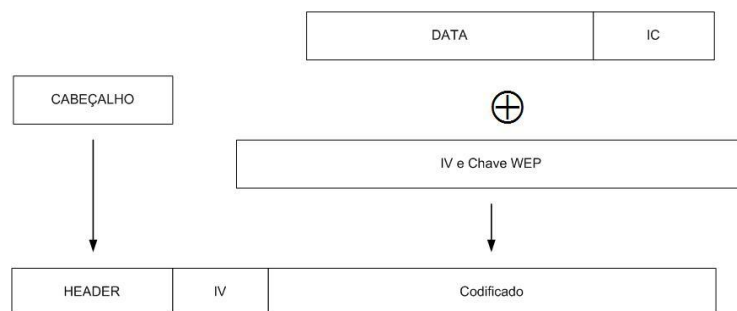 DATA IC
CABEÇALHO
IV e Chave WEP
HEADER IV Codificado